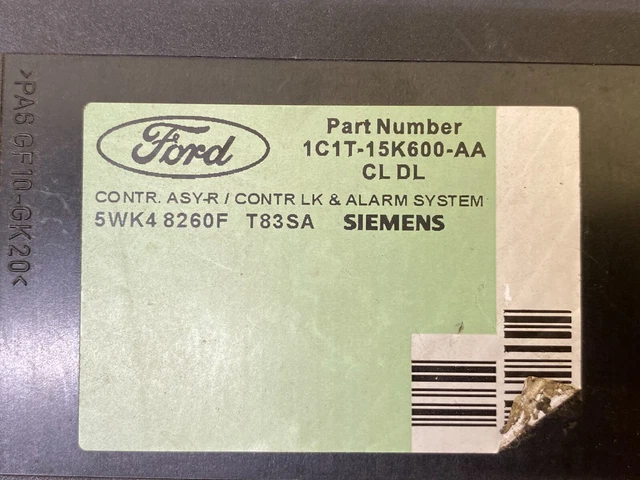 >PAS GF10-GK20<
Ford
Part Number
1C1T-15K600-AA
CL DL
CONTR. ASY-R / CONTR LK & ALARM SYSTEM
5WK4 8260F T83SA SIEMENS